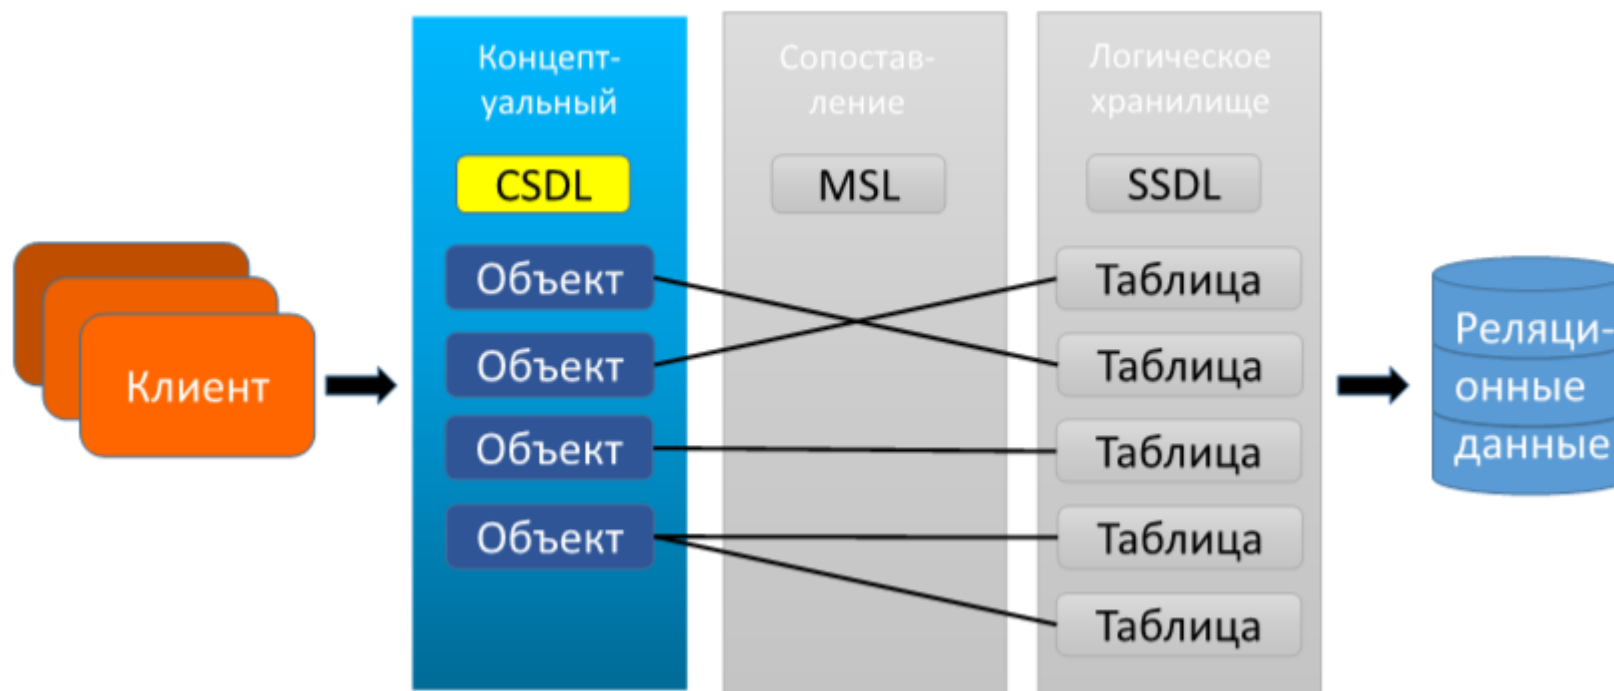 Концепт-
уальный
Сопостав-
ление
Логическое
хранилище
CSDL
MSL
SSDL
Объект
Таблица
Объект
Таблица
Объект
Таблица
Объект
Таблица
Таблица
Клиент
Реляци-
онные
данные